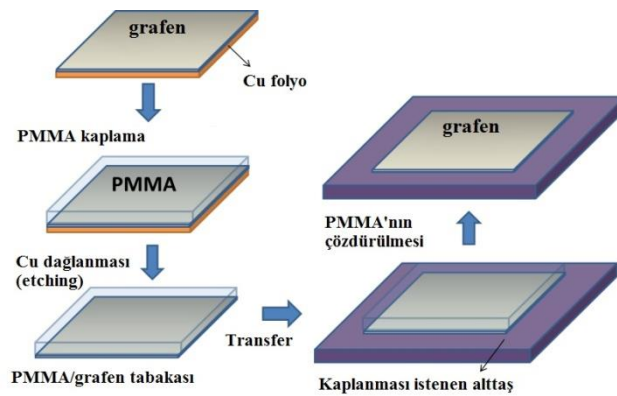 grafen
Cu folyo
PMMA kaplama
PMMA
Cu dağlanması
(etching)
PMMA/grafen tabakası
Transfer
Kaplanması istenen alttaş
PMMA'nın
çözdürülmesi
grafen